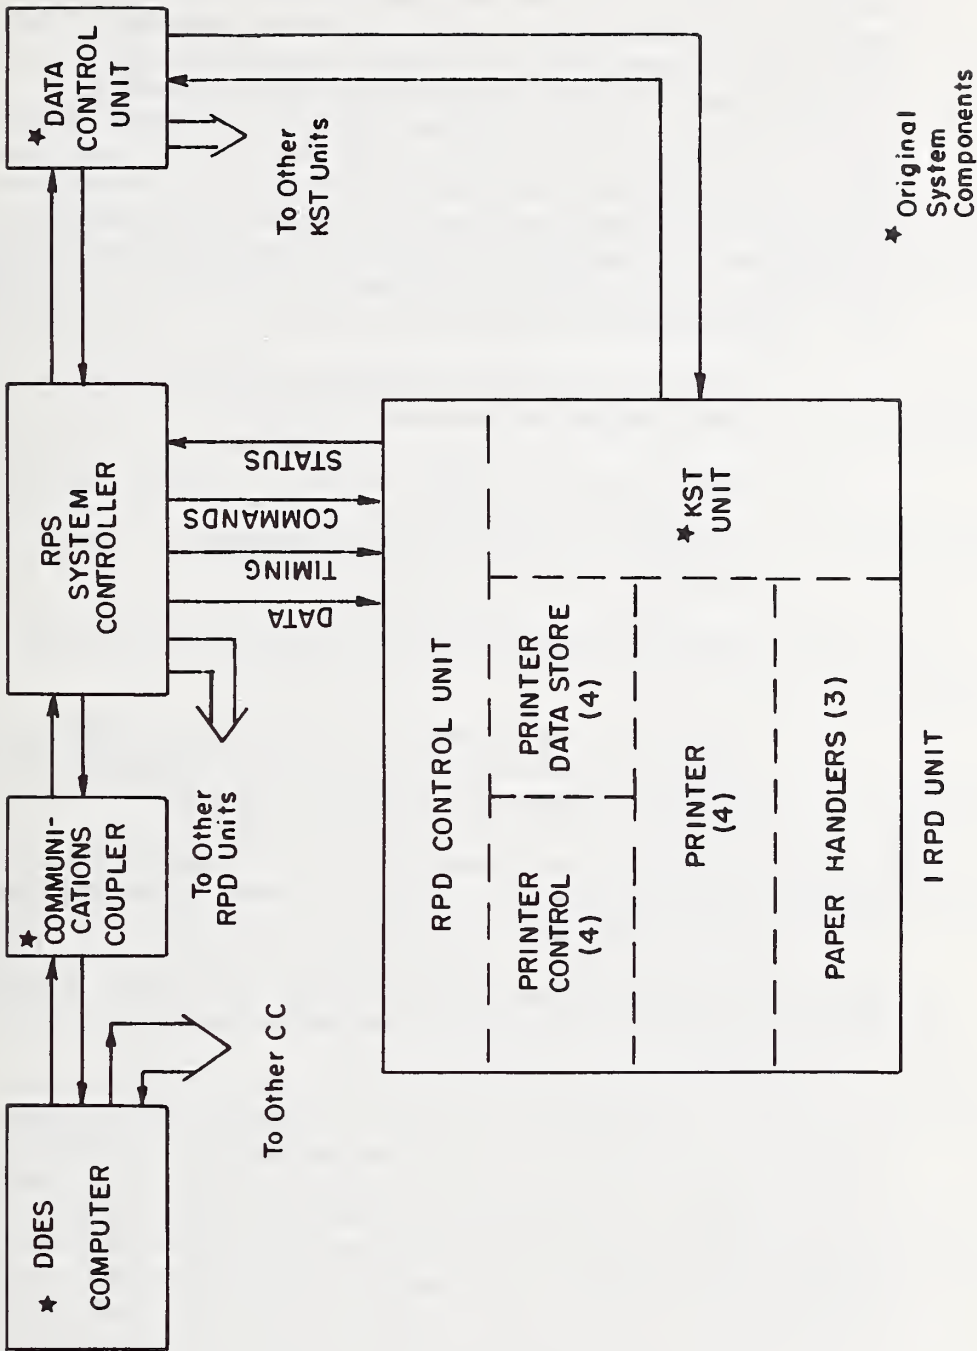 ★ DDES
COMPUTER
★ COMMUNI-
CATIONS
COUPLER
RPS
SYSTEM
CONTROLLER
★ DATA
CONTROL
UNIT
To Other CC
To Other
RPD Units
DATA
TIMING
COMMANDS
STATUS
To Other
KST Units
RPD CONTROL UNIT
PRINTER
CONTROL
(4)
PRINTER
DATA STORE
(4)
★ KST
UNIT
PRINTER
(4)
PAPER HANDLERS (3)
I RPD UNIT
★ Original
System
Components